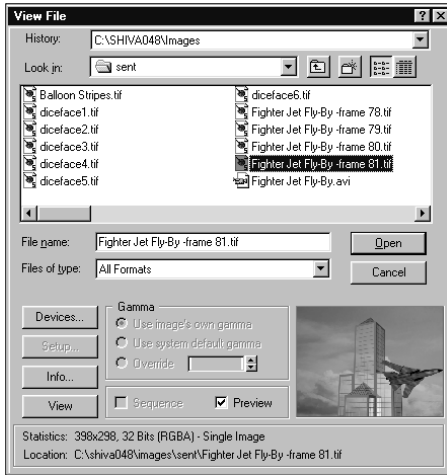 View File
History: C:\SHIVA048\Images
Look in: sent
Balloon Stripes.tif
diceface1.tif
diceface2.tif
diceface3.tif
diceface4.tif
diceface5.tif
diceface6.tif
Fighter Jet Fly-By -frame 78.tif
Fighter Jet Fly-By -frame 79.tif
Fighter Jet Fly-By -frame 80.tif
Fighter Jet Fly-By -frame 81.tif
Fighter Jet Fly-By.avi
File name: Fighter Jet Fly-By -frame 81.tif
Open
Files of type: All Formats
Cancel
Devices...
Setup...
Info...
View
Gamma
Use image's own gamma
Use system default gamma
Override
Sequence
Preview
Statistics: 398x298, 32 Bits (RGBA) - Single Image
Location: C:\shiva048\images\sent\Fighter Jet Fly-By -frame 81.tif